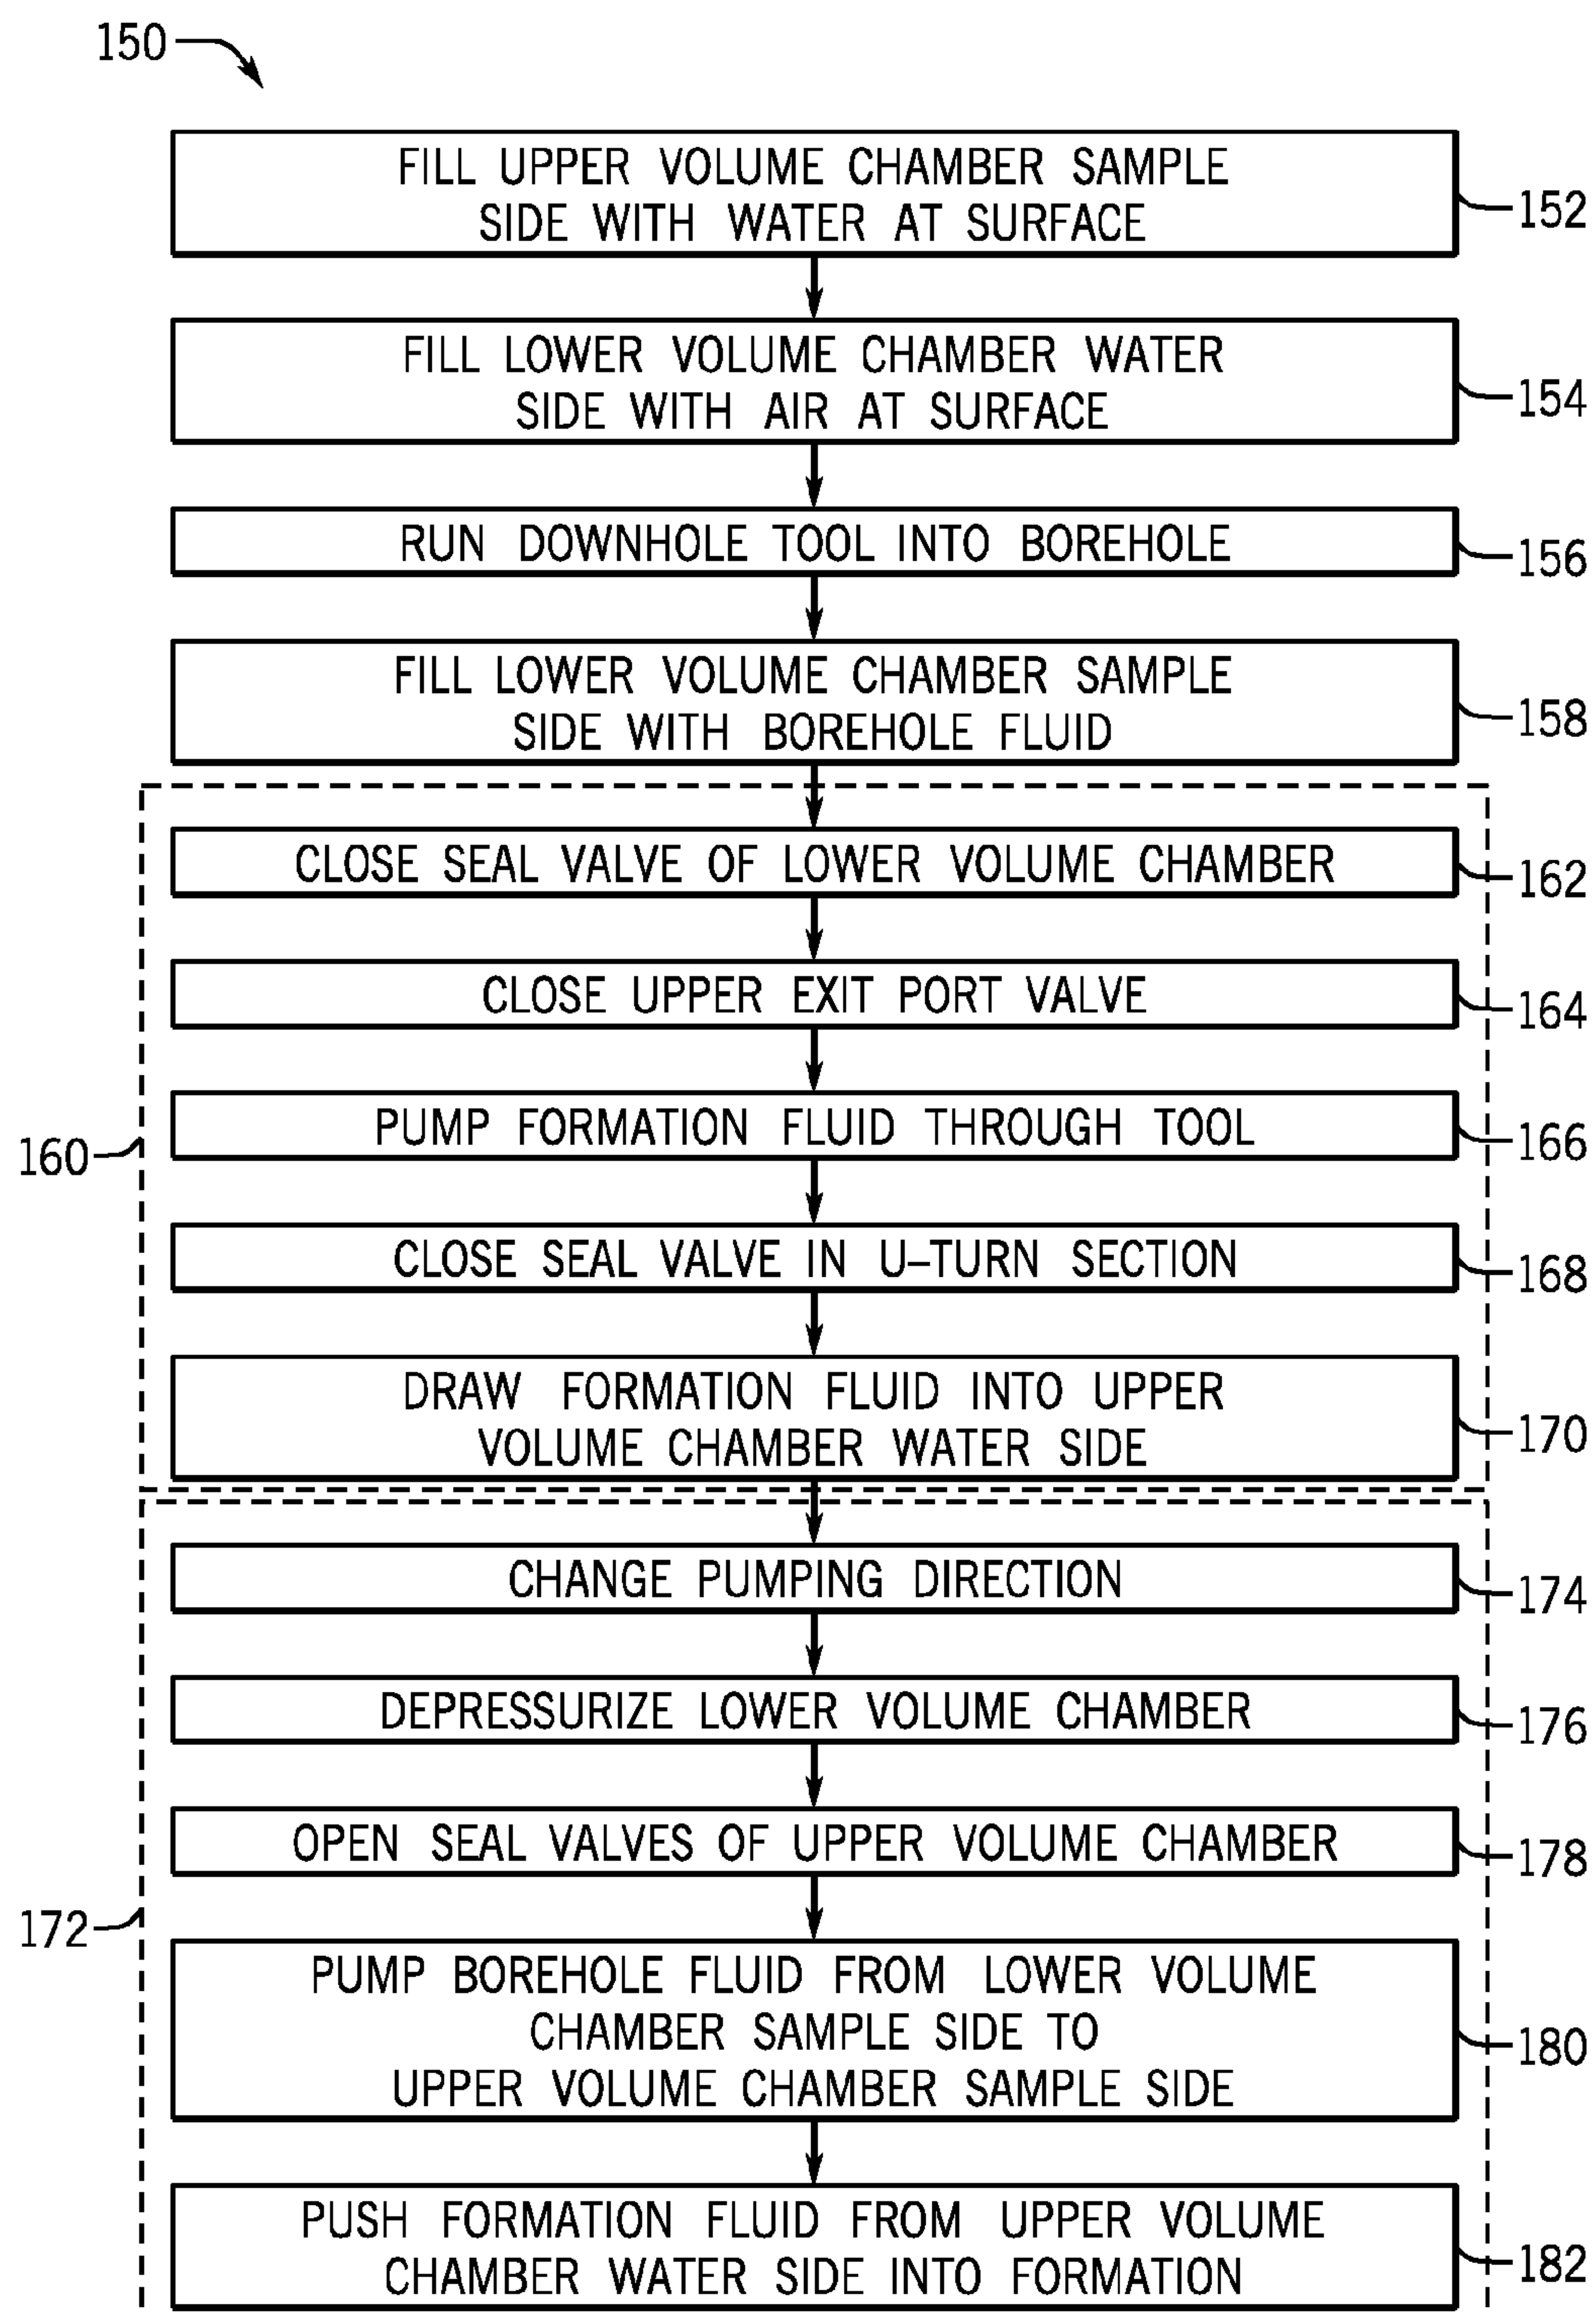 150
FILL UPPER VOLUME CHAMBER SAMPLE
SIDE WITH WATER AT SURFACE
152
FILL LOWER VOLUME CHAMBER WATER
SIDE WITH AIR AT SURFACE
154
RUN DOWNHOLE TOOL INTO BOREHOLE
156
FILL LOWER VOLUME CHAMBER SAMPLE
SIDE WITH BOREHOLE FLUID
158
CLOSE SEAL VALVE OF LOWER VOLUME CHAMBER
162
CLOSE UPPER EXIT PORT VALVE
164
PUMP FORMATION FLUID THROUGH TOOL
166
160
CLOSE SEAL VALVE IN U–TURN SECTION
168
DRAW FORMATION FLUID INTO UPPER
VOLUME CHAMBER WATER SIDE
170
CHANGE PUMPING DIRECTION
174
DEPRESSURIZE LOWER VOLUME CHAMBER
176
OPEN SEAL VALVES OF UPPER VOLUME CHAMBER
178
172
PUMP BOREHOLE FLUID FROM LOWER VOLUME
CHAMBER SAMPLE SIDE TO
UPPER VOLUME CHAMBER SAMPLE SIDE
180
PUSH FORMATION FLUID FROM UPPER VOLUME
CHAMBER WATER SIDE INTO FORMATION
182